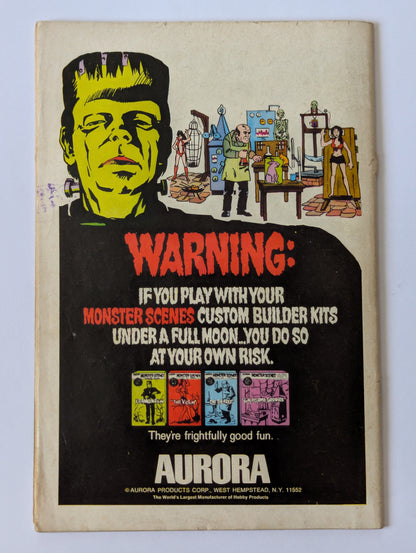 WARNING:
IF YOU PLAY WITH YOUR
MONSTER SCENES CUSTOM BUILDER KITS
UNDER A FULL MOON...YOU DO SO
AT YOUR OWN RISK.
They're frightfully good fun.
AURORA
© AURORA PRODUCTS CORP., WEST HEMPSTEAD, N.Y. 11552
The World's Largest Manufacturer of Hobby Products